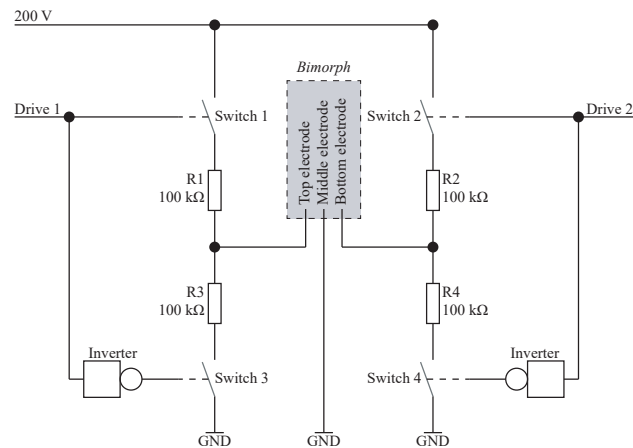 200 V
Bimorph
Drive 1
Switch 1
Switch 2
Drive 2
Top electrode
Middle electrode
Bottom electrode
R1
100 kΩ
R2
100 kΩ
R3
100 kΩ
R4
100 kΩ
Inverter
Switch 3
Switch 4
Inverter
GND
GND
GND